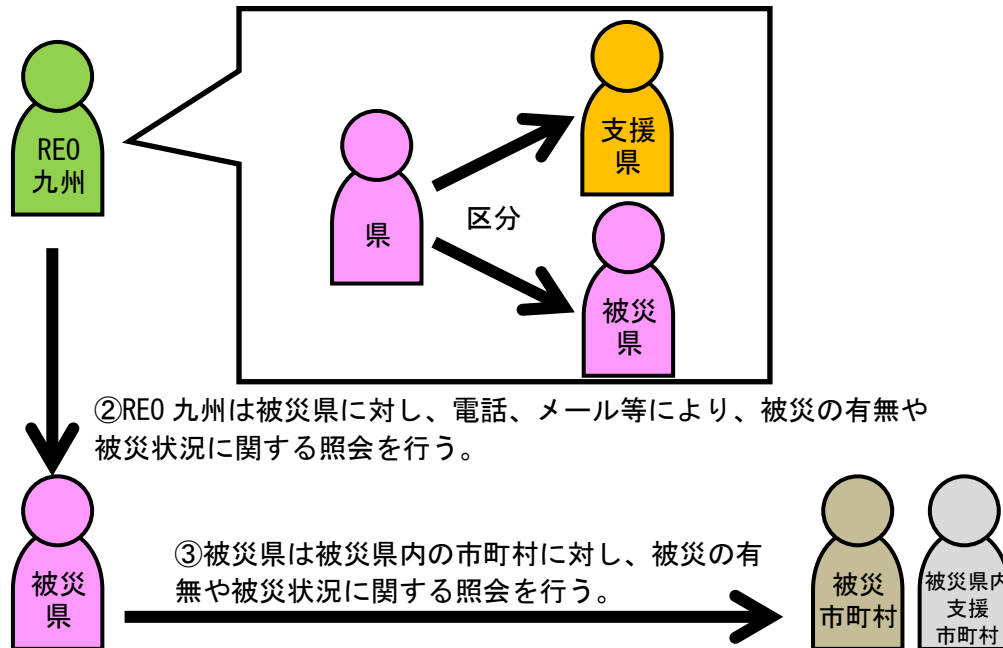 REO
九州
県
区分
支援
県
被災
県
②REO 九州は被災県に対し、電話、メール等により、被災の有無や
被災状況に関する照会を行う。
被災
県
③被災県は被災県内の市町村に対し、被災の有
無や被災状況に関する照会を行う。
被災
市町村
被災県内
支援
市町村